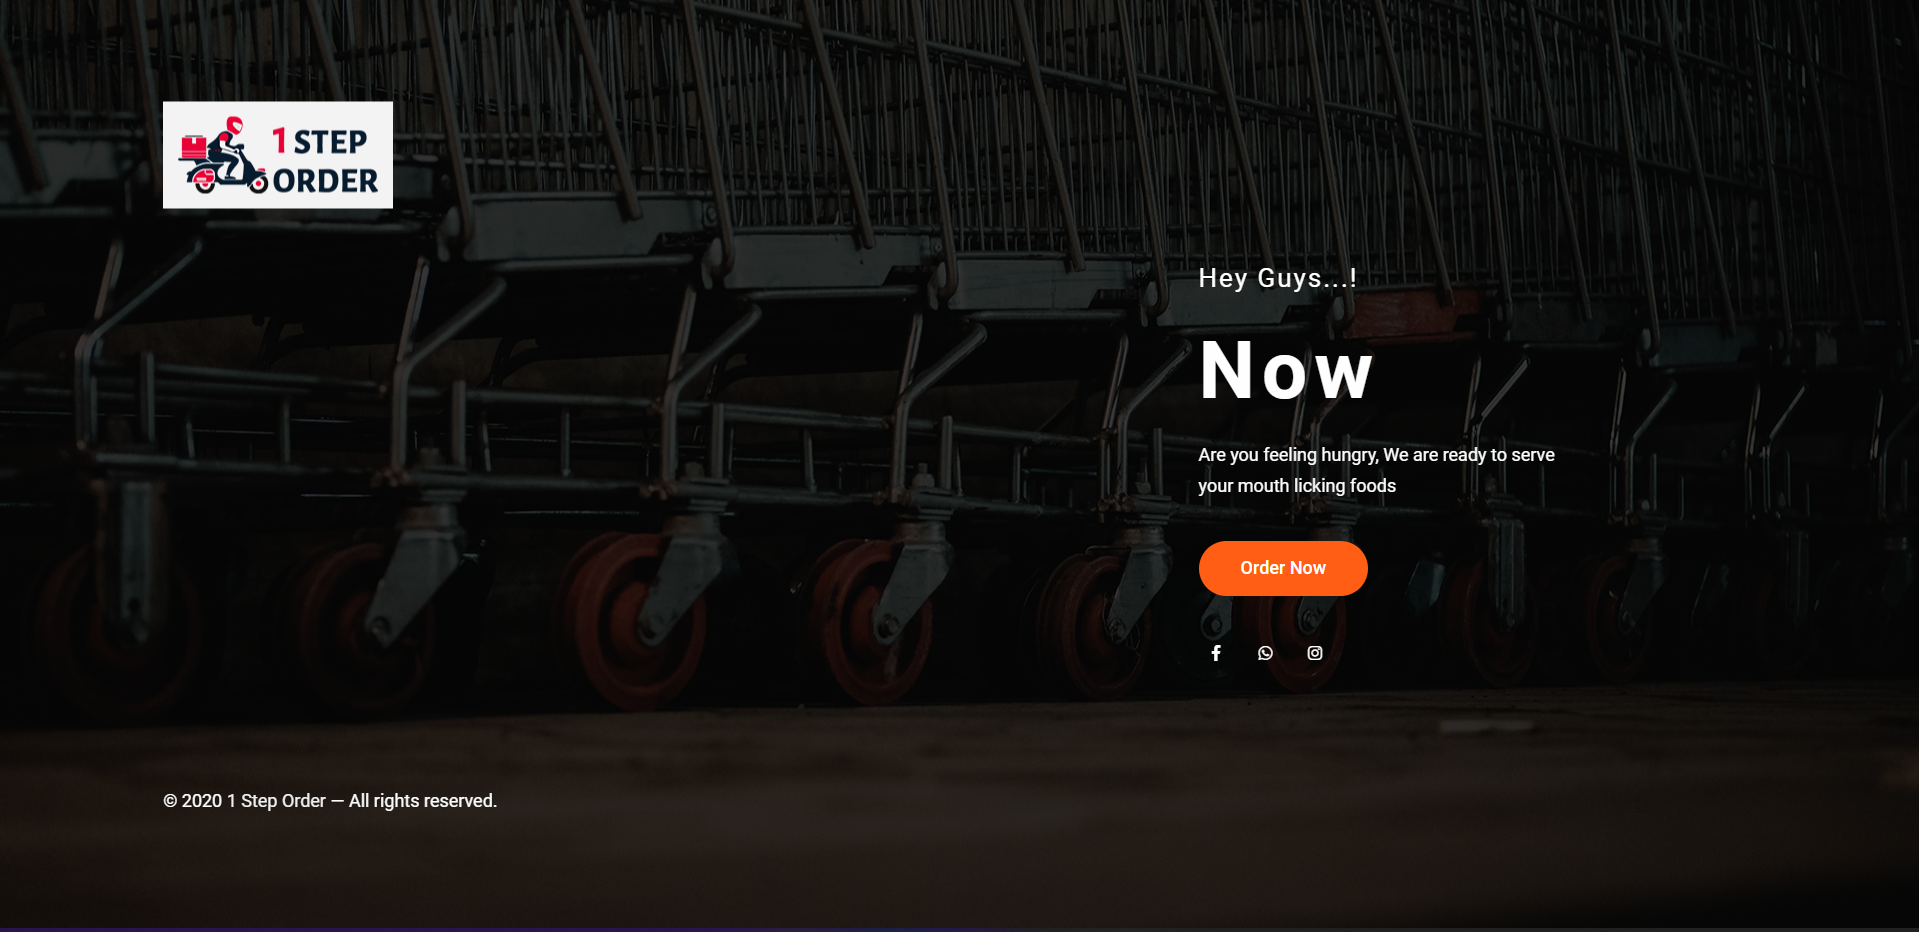 1 STEP
ORDER
Hey Guys...!
Now
Are you feeling hungry, We are ready to serve
your mouth licking foods
Order Now
© 2020 1 Step Order — All rights reserved.